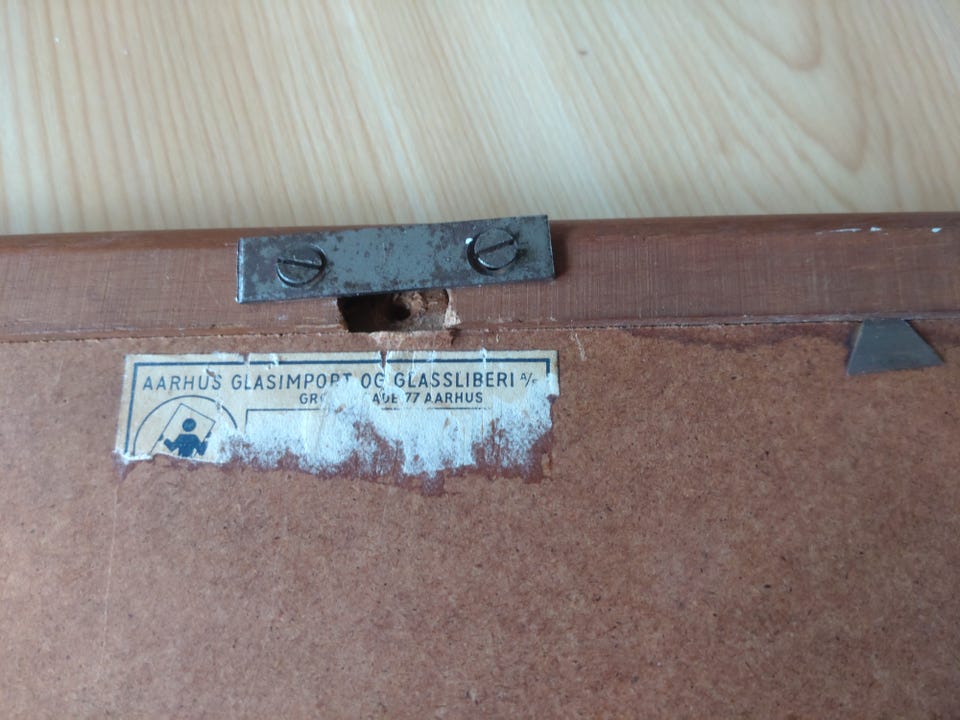 AARHUS GLASIMPORT OG GLASSLIBERI A/S
77 AARHUS